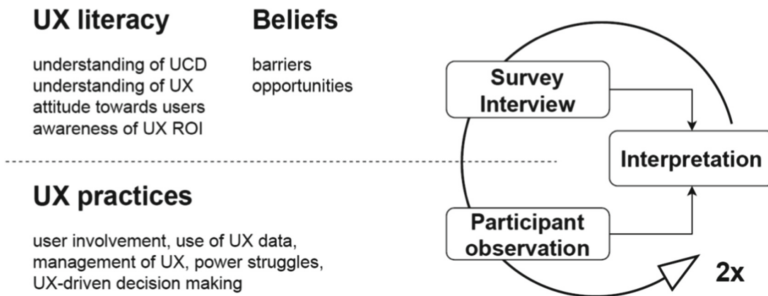 UX literacy
understanding of UCD
understanding of UX
attitude towards users
awareness of UX ROI
Beliefs
barriers
opportunities
UX practices
user involvement, use of UX data,
management of UX, power struggles,
UX-driven decision making
Survey
Interview
Interpretation
Participant
observation
2x